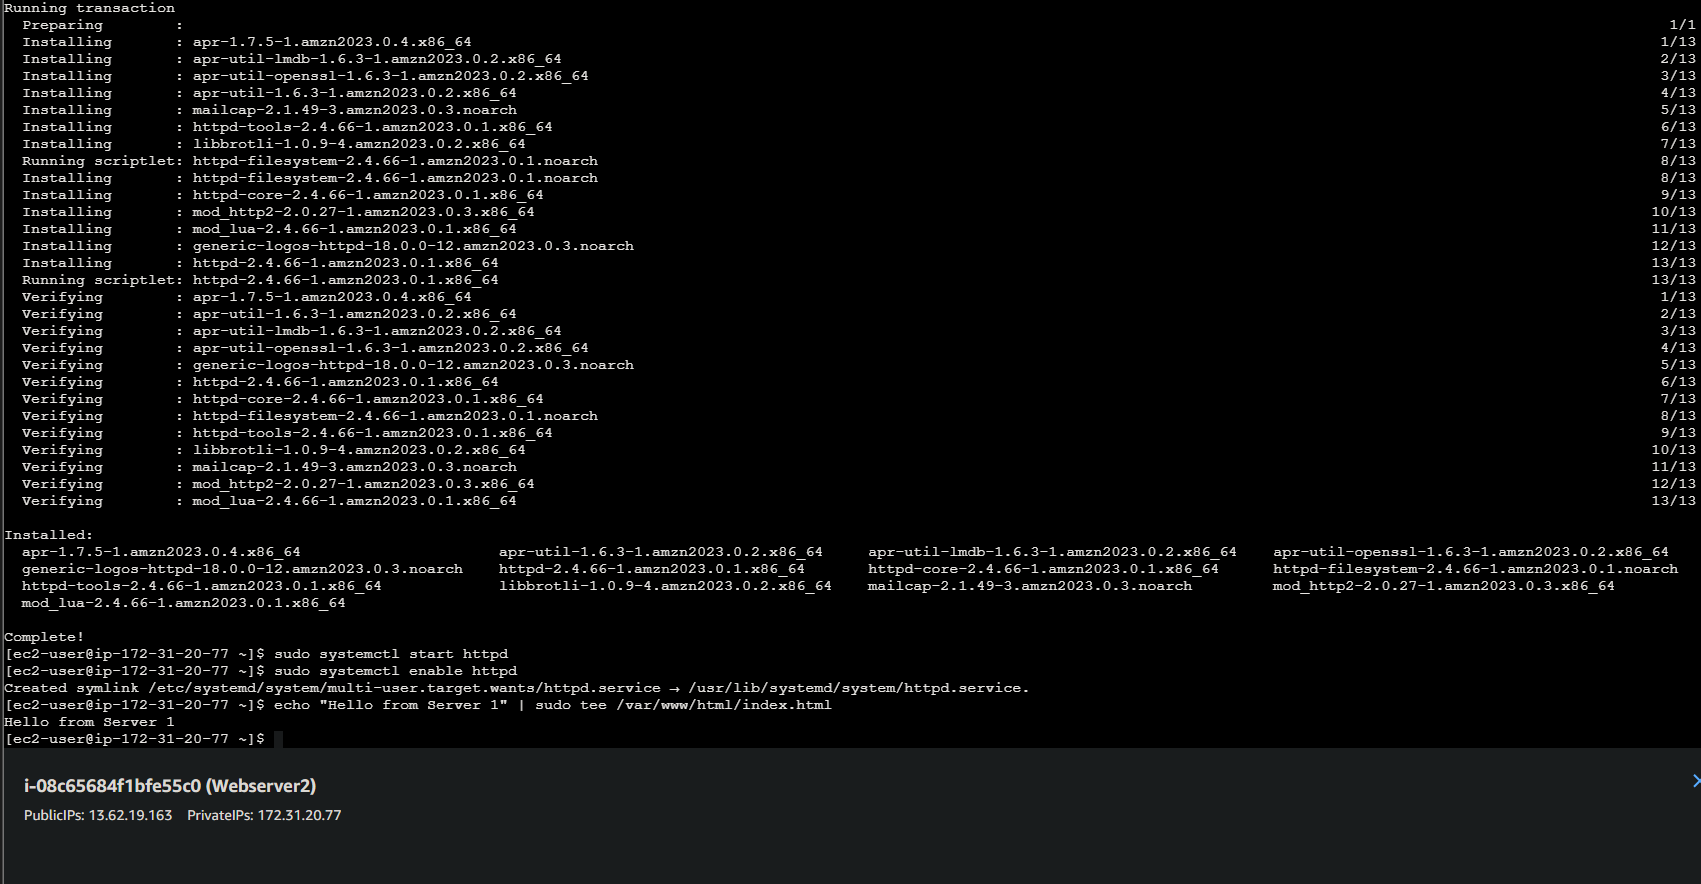 Running transaction
  Preparing        :                                                        1/1
  Installing       : apr-1.7.5-1.amzn2023.0.4.x86_64                       1/13
  Installing       : apr-util-lmdb-1.6.3-1.amzn2023.0.2.x86_64             2/13
  Installing       : apr-util-openssl-1.6.3-1.amzn2023.0.2.x86_64          3/13
  Installing       : apr-util-1.6.3-1.amzn2023.0.2.x86_64                  4/13
  Installing       : mailcap-2.1.49-3.amzn2023.0.3.noarch                  5/13
  Installing       : httpd-tools-2.4.66-1.amzn2023.0.1.x86_64              6/13
  Installing       : libbrotli-1.0.9-4.amzn2023.0.2.x86_64                 7/13
  Running scriptlet: httpd-filesystem-2.4.66-1.amzn2023.0.1.noarch         8/13
  Installing       : httpd-filesystem-2.4.66-1.amzn2023.0.1.noarch         8/13
  Installing       : httpd-core-2.4.66-1.amzn2023.0.1.x86_64               9/13
  Installing       : mod_http2-2.0.27-1.amzn2023.0.3.x86_64               10/13
  Installing       : mod_lua-2.4.66-1.amzn2023.0.1.x86_64                 11/13
  Installing       : generic-logos-httpd-18.0.0-12.amzn2023.0.3.noarch    12/13
  Installing       : httpd-2.4.66-1.amzn2023.0.1.x86_64                   13/13
  Running scriptlet: httpd-2.4.66-1.amzn2023.0.1.x86_64                   13/13
  Verifying        : apr-1.7.5-1.amzn2023.0.4.x86_64                       1/13
  Verifying        : apr-util-1.6.3-1.amzn2023.0.2.x86_64                  2/13
  Verifying        : apr-util-lmdb-1.6.3-1.amzn2023.0.2.x86_64             3/13
  Verifying        : apr-util-openssl-1.6.3-1.amzn2023.0.2.x86_64          4/13
  Verifying        : generic-logos-httpd-18.0.0-12.amzn2023.0.3.noarch     5/13
  Verifying        : httpd-2.4.66-1.amzn2023.0.1.x86_64                    6/13
  Verifying        : httpd-core-2.4.66-1.amzn2023.0.1.x86_64               7/13
  Verifying        : httpd-filesystem-2.4.66-1.amzn2023.0.1.noarch         8/13
  Verifying        : httpd-tools-2.4.66-1.amzn2023.0.1.x86_64              9/13
  Verifying        : libbrotli-1.0.9-4.amzn2023.0.2.x86_64                10/13
  Verifying        : mailcap-2.1.49-3.amzn2023.0.3.noarch                 11/13
  Verifying        : mod_http2-2.0.27-1.amzn2023.0.3.x86_64               12/13
  Verifying        : mod_lua-2.4.66-1.amzn2023.0.1.x86_64                 13/13
Installed:
  apr-1.7.5-1.amzn2023.0.4.x86_64  apr-util-1.6.3-1.amzn2023.0.2.x86_64  apr-util-lmdb-1.6.3-1.amzn2023.0.2.x86_64  apr-util-openssl-1.6.3-1.amzn2023.0.2.x86_64
  generic-logos-httpd-18.0.0-12.amzn2023.0.3.noarch  httpd-2.4.66-1.amzn2023.0.1.x86_64  httpd-core-2.4.66-1.amzn2023.0.1.x86_64  httpd-filesystem-2.4.66-1.amzn2023.0.1.noarch
  httpd-tools-2.4.66-1.amzn2023.0.1.x86_64  libbrotli-1.0.9-4.amzn2023.0.2.x86_64  mailcap-2.1.49-3.amzn2023.0.3.noarch  mod_http2-2.0.27-1.amzn2023.0.3.x86_64
  mod_lua-2.4.66-1.amzn2023.0.1.x86_64
Complete!
[ec2-user@ip-172-31-20-77 ~]$ sudo systemctl start httpd
[ec2-user@ip-172-31-20-77 ~]$ sudo systemctl enable httpd
Created symlink /etc/systemd/system/multi-user.target.wants/httpd.service → /usr/lib/systemd/system/httpd.service.
[ec2-user@ip-172-31-20-77 ~]$ echo "Hello from Server 1" | sudo tee /var/www/html/index.html
Hello from Server 1
[ec2-user@ip-172-31-20-77 ~]$
i-08c65684f1bfe55c0 (Webserver2)
PublicIPs: 13.62.19.163 PrivateIPs: 172.31.20.77